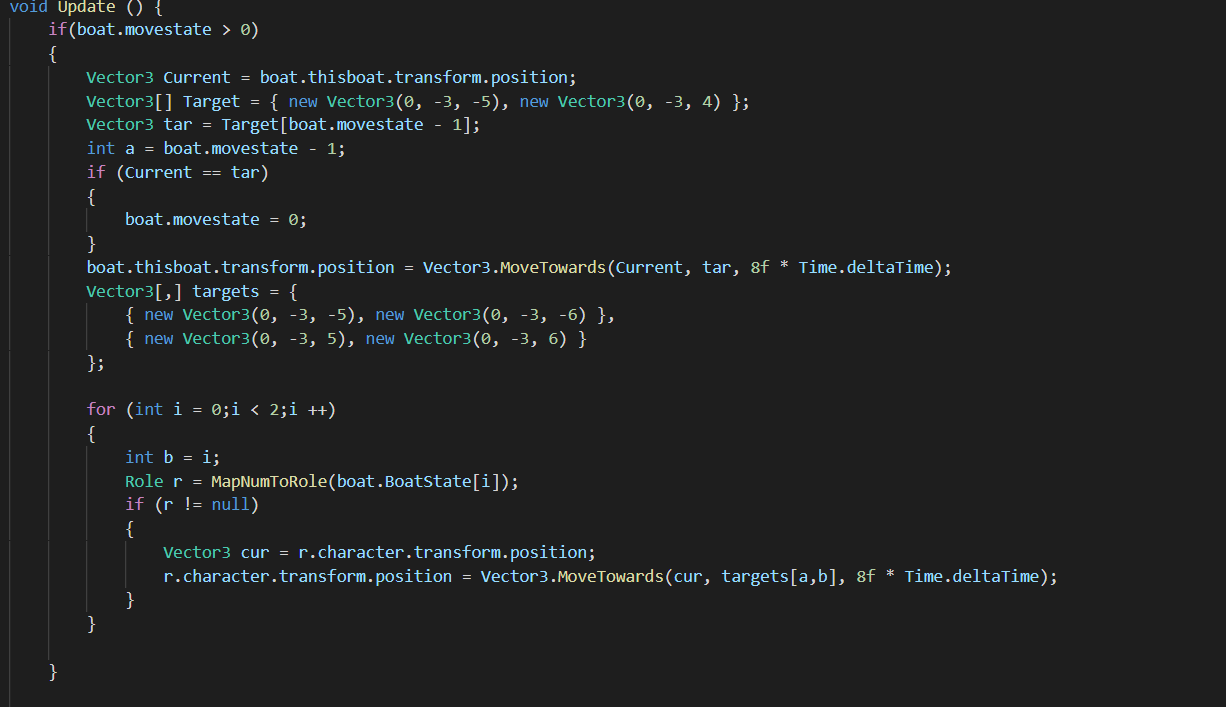 void Update () {
    if(boat.movestate > 0)
    {
        Vector3 Current = boat.thisboat.transform.position;
        Vector3[] Target = { new Vector3(0, -3, -5), new Vector3(0, -3, 4) };
        Vector3 tar = Target[boat.movestate - 1];
        int a = boat.movestate - 1;
        if (Current == tar)
        {
            boat.movestate = 0;
        }
        boat.thisboat.transform.position = Vector3.MoveTowards(Current, tar, 8f * Time.deltaTime);
        Vector3[,] targets = {
            { new Vector3(0, -3, -5), new Vector3(0, -3, -6) },
            { new Vector3(0, -3, 5), new Vector3(0, -3, 6) }
        };
        for (int i = 0;i < 2;i ++)
        {
            int b = i;
            Role r = MapNumToRole(boat.BoatState[i]);
            if (r != null)
            {
                Vector3 cur = r.character.transform.position;
                r.character.transform.position = Vector3.MoveTowards(cur, targets[a,b], 8f * Time.deltaTime);
            }
        }
    }